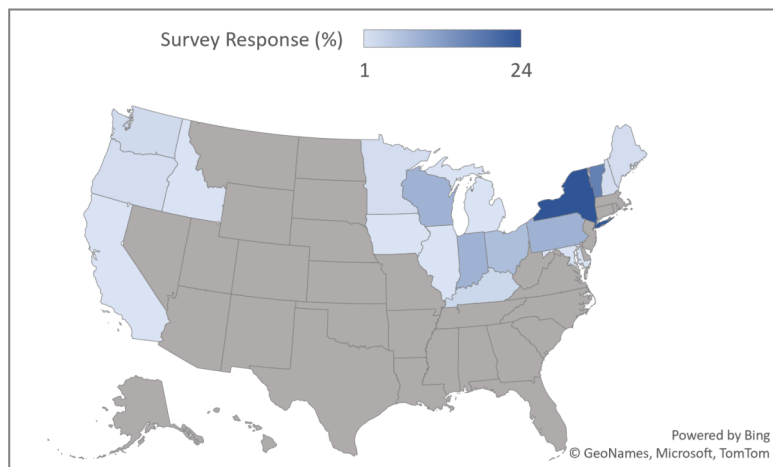 Survey Response (%)
1 24
Powered by Bing
© GeoNames, Microsoft, TomTom